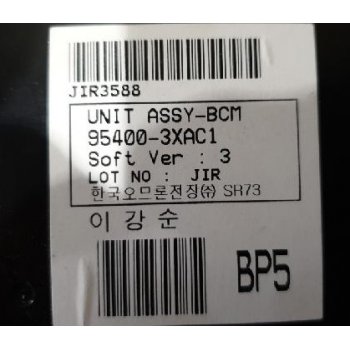 JIR3588
UNIT ASSY-BCM
95400-3XAC1
Soft Ver : 3
LOT NO : JIR
한국오므론전장㈜ SR73
이 강 순
BP5